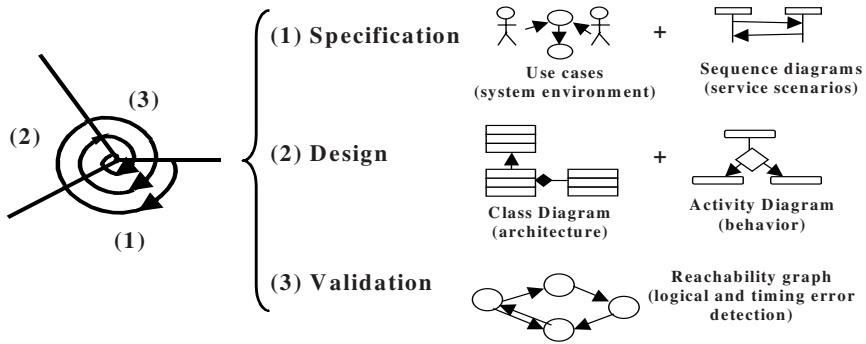 (3)
(2)
(1)
(1) Specification
+
Use cases
(system environment)
Sequence diagrams
(service scenarios)
(2) Design
+
Class Diagram
(architecture)
Activity Diagram
(behavior)
(3) Validation
Reachability graph
(logical and timing error
detection)